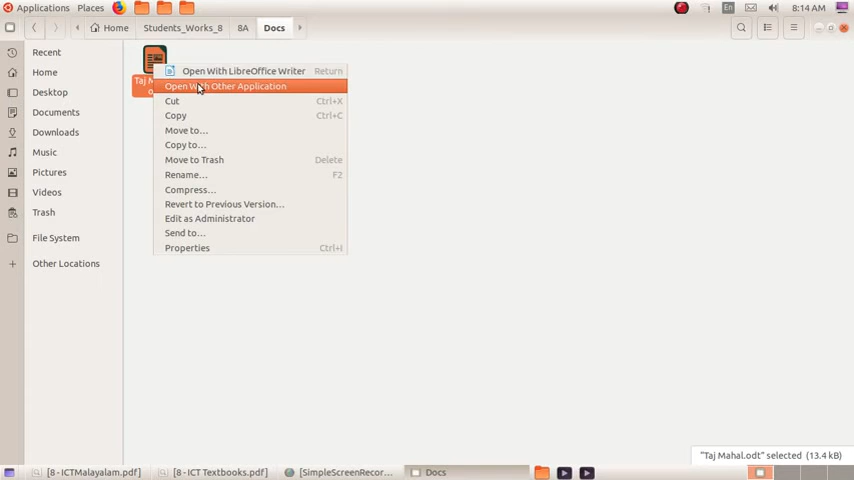 Applications Places En 8:14 AM
Home Students_Works_8 8A Docs
Recent
Home
Desktop
Documents
Downloads
Music
Pictures
Videos
Trash
File System
Other Locations
Taj M
Open With LibreOffice Writer Return
Open With Other Application
Cut Ctrl+X
Copy Ctrl+C
Move to…
Copy to…
Move to Trash Delete
Rename… F2
Compress…
Revert to Previous Version…
Edit as Administrator
Send to…
Properties Ctrl+I
"Taj Mahal.odt" selected (13.4 kB)
[8 - ICTMalayalam.pdf] [8 - ICT Textbooks.pdf] [SimpleScreenRecor… Docs